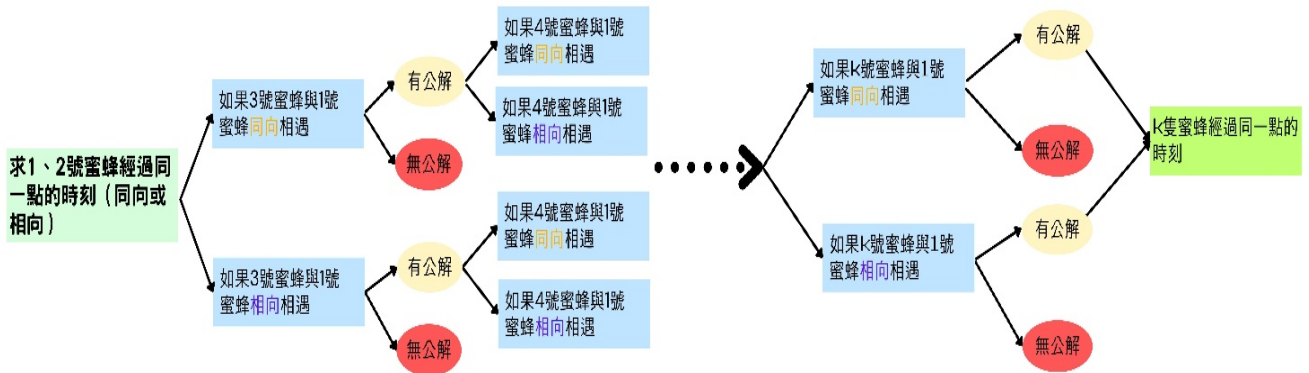 求1、2號蜜蜂經過同
一點的時刻（同向或
相向）
如果3號蜜蜂與1號
蜜蜂同向相遇
有公解
無公解
如果4號蜜蜂與1號
蜜蜂同向相遇
如果4號蜜蜂與1號
蜜蜂相向相遇
如果3號蜜蜂與1號
蜜蜂相向相遇
有公解
無公解
如果4號蜜蜂與1號
蜜蜂同向相遇
如果4號蜜蜂與1號
蜜蜂相向相遇
如果k號蜜蜂與1號
蜜蜂同向相遇
有公解
無公解
如果k號蜜蜂與1號
蜜蜂相向相遇
有公解
無公解
k隻蜜蜂經過同一點的
時刻